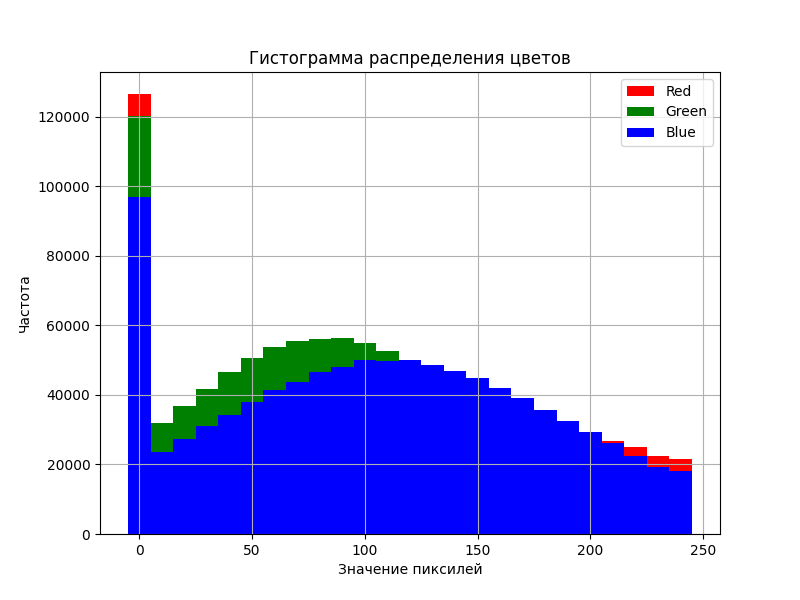 Гистограмма распределения цветов
Red
Green
Blue
Частота
120000
100000
80000
60000
40000
20000
0
0 50 100 150 200 250
Значение пикселей